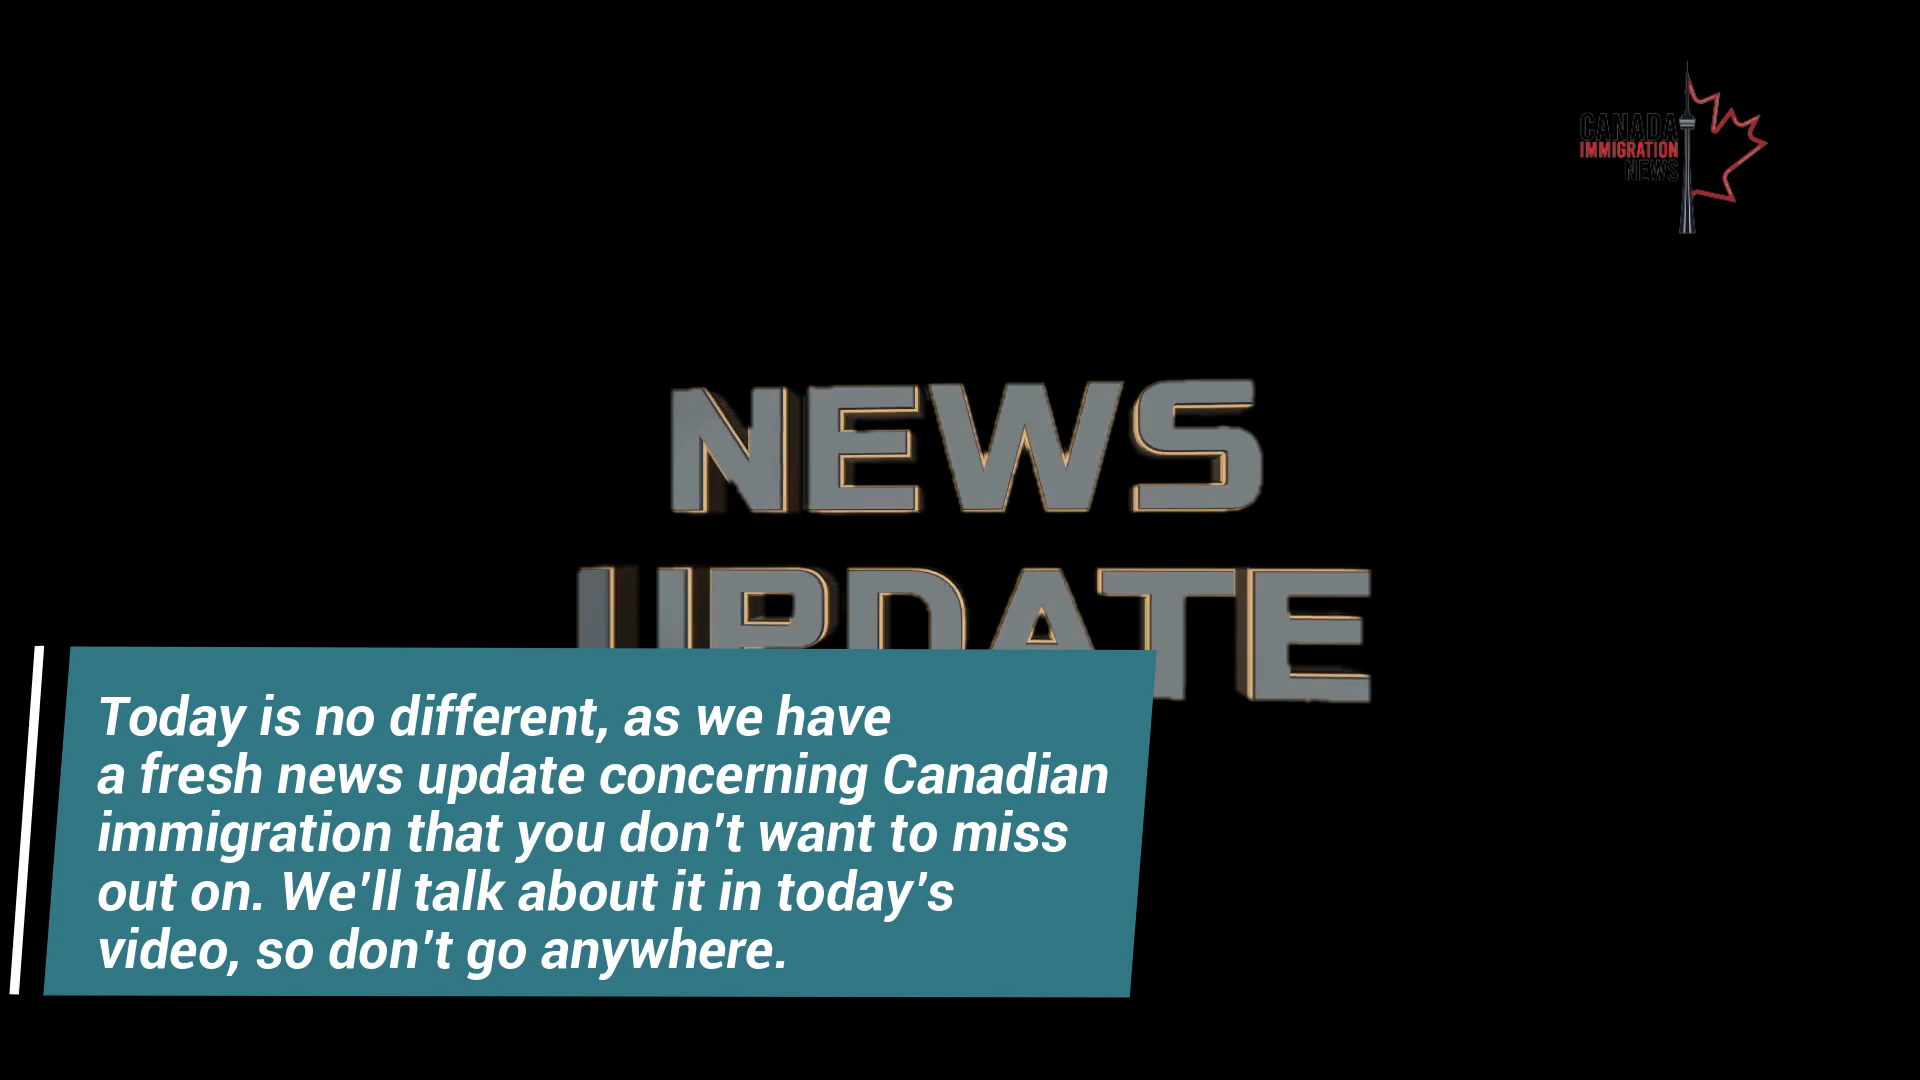 CANADA
IMMIGRATION
NEWS
NEWS
UPDATE
Today is no different, as we have
a fresh news update concerning Canadian
immigration that you don't want to miss
out on. We'll talk about it in today's
video, so don't go anywhere.